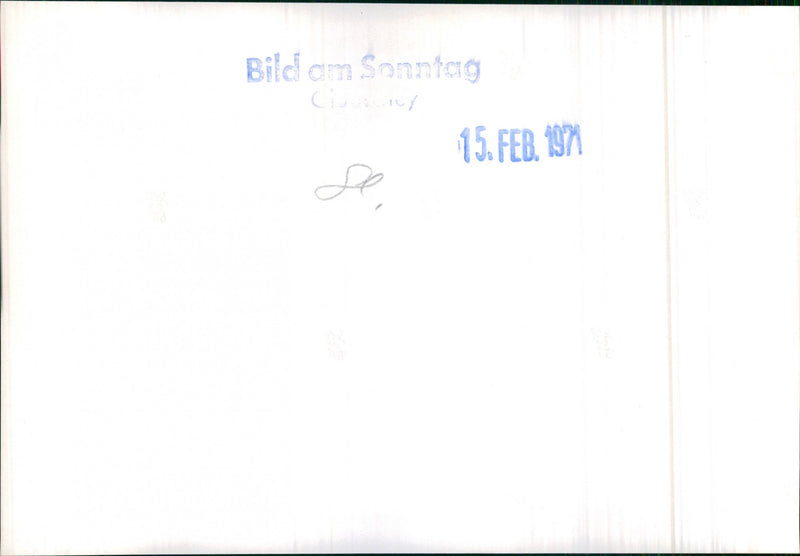 Bild am Sonntag
15. FEB. 1971